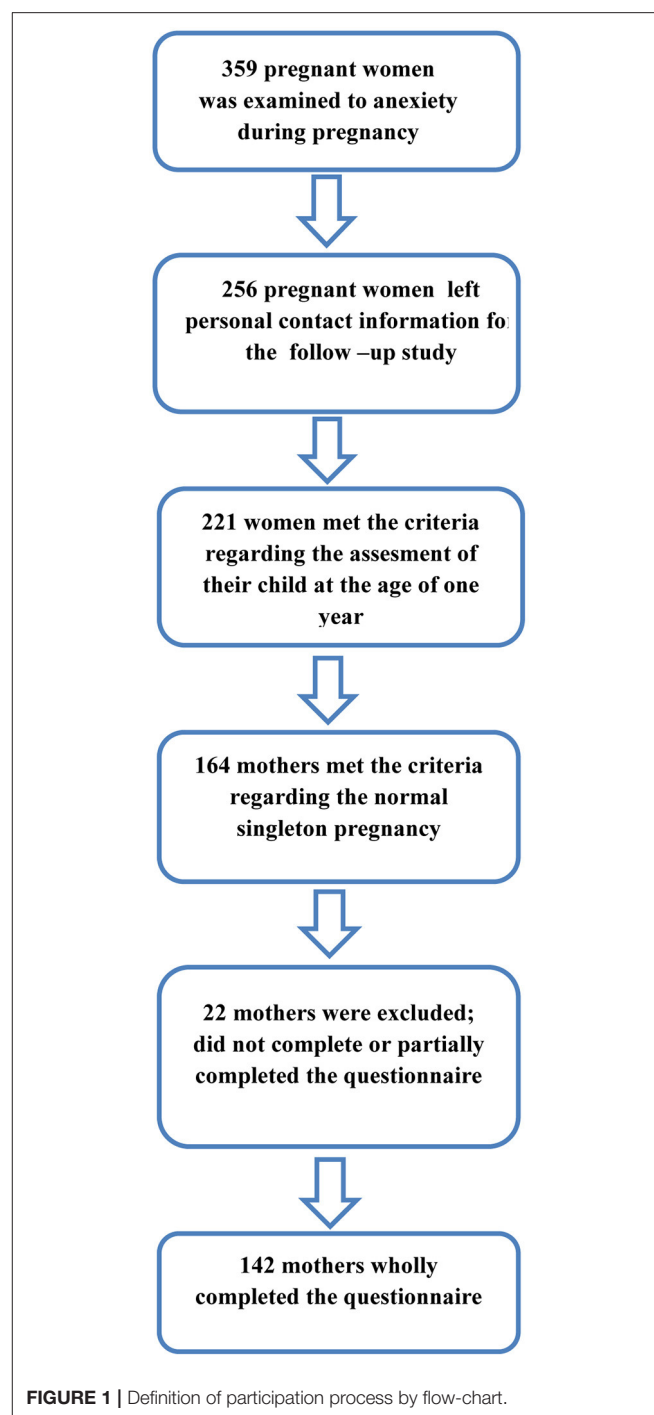 359 pregnant women
was examined to anexiety
during pregnancy
256 pregnant women left
personal contact information for
the follow –up study
221 women met the criteria
regarding the assesment of
their child at the age of one
year
164 mothers met the criteria
regarding the normal
singleton pregnancy
22 mothers were excluded;
did not complete or partially
completed the questionnaire
142 mothers wholly
completed the questionnaire
FIGURE 1 | Definition of participation process by flow-chart.